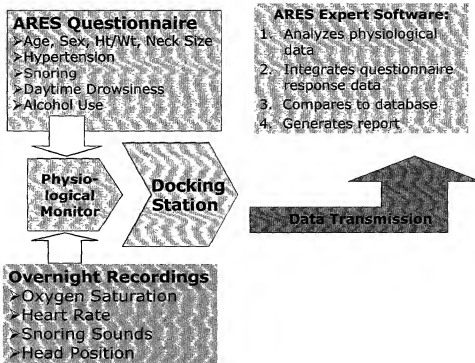 ARES Questionnaire
➢Age, Sex, Ht/Wt, Neck Size
➢Hypertension
➢Snoring
➢Daytime Drowsiness
➢Alcohol Use
ARES Expert Software:
1. Analyzes physiological
data
2. Integrates questionnaire
response data
3. Compares to database
4. Generates report
Physio-
logical
Monitor
Docking
Station
Data Transmission
Overnight Recordings
➢Oxygen Saturation
➢Heart Rate
➢Snoring Sounds
➢Head Position